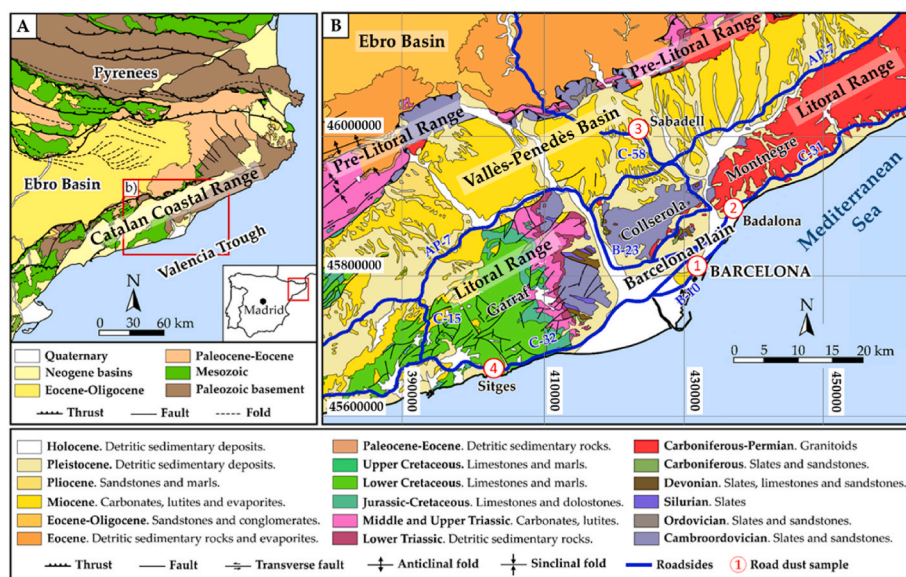 A
Pyrenees
Ebro Basin
b)
Catalan Coastal Range
Valencia Trough
N
0 30 60 km
Madrid
Quaternary
Neogene basins
Eocene-Oligocene
Paleocene-Eocene
Mesozoic
Paleozoic basement
Thrust
Fault
Fold
B
Ebro Basin
Pre-Litoral Range
AP-7
Litoral Range
46000000
3
Sabadell
Pre-Litoral Range
Vallès-Penedès Basin
C-58
Montnegre
C-31
Collserola
2
Badalona
Mediterranean
Sea
AP-7
B-23
Barcelona Plain
45800000
Litoral Range
1
BARCELONA
B-10
Garraf
C-15
C-32
N
4
Sitges
0 5 10 15 20 km
45600000
390000
410000
430000
450000
Holocene. Detritic sedimentary deposits.
Pleistocene. Detritic sedimentary deposits.
Pliocene. Sandstones and marls.
Miocene. Carbonates, lutites and evaporites.
Eocene-Oligocene. Sandstones and conglomerates.
Eocene. Detritic sedimentary rocks and evaporites.
Paleocene-Eocene. Detritic sedimentary rocks.
Upper Cretaceous. Limestones and marls.
Lower Cretaceous. Limestones and marls.
Jurassic-Cretaceous. Limestones and dolostones.
Middle and Upper Triassic. Carbonates, lutites.
Lower Triassic. Detritic sedimentary rocks.
Carboniferous-Permian. Granitoids
Carboniferous. Slates and sandstones.
Devonian. Slates, limestones and sandstones.
Silurian. Slates
Ordovician. Slates and sandstones.
Cambroordovician. Slates and sandstones.
Thrust
Fault
Transverse fault
Anticlinal fold
Sinclinal fold
Roadsides
1 Road dust sample